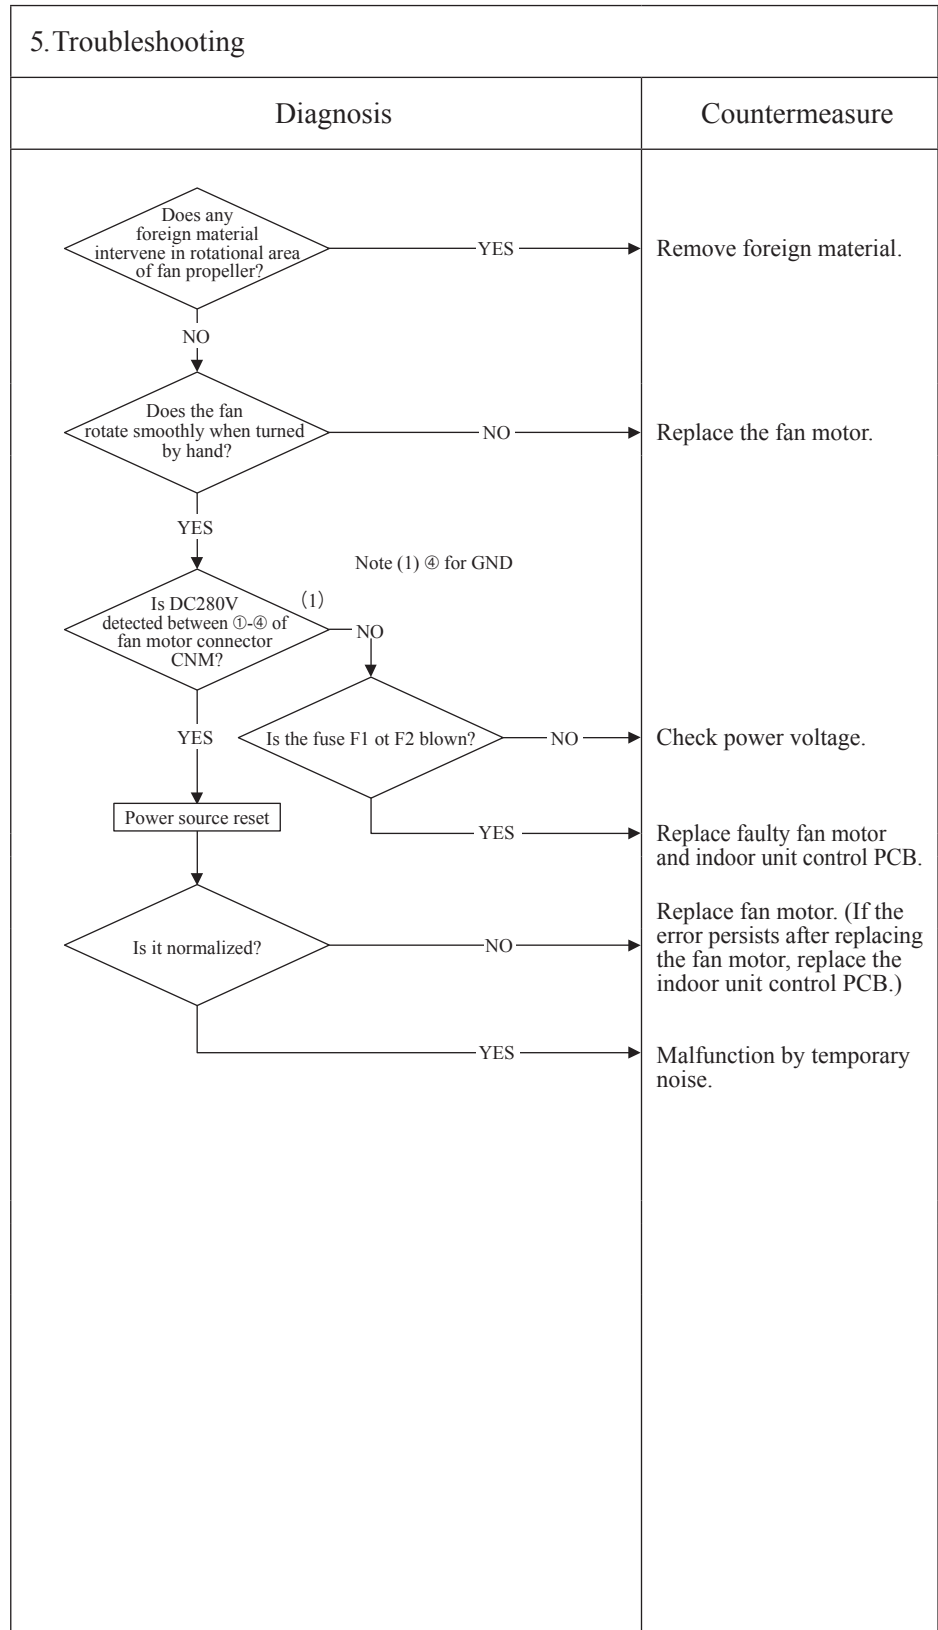 5.Troubleshooting
Diagnosis
Countermeasure
Does any
foreign material
intervene in rotational area
of fan propeller?
YES
Remove foreign material.
NO
Does the fan
rotate smoothly when turned
by hand?
NO
Replace the fan motor.
YES
Note (1) ④ for GND
Is DC280V
(1)
detected between ①-④ of
fan motor connector
CNM?
NO
YES
Is the fuse F1 ot F2 blown?
NO
Check power voltage.
Power source reset
YES
Replace faulty fan motor
and indoor unit control PCB.
Is it normalized?
NO
Replace fan motor. (If the
error persists after replacing
the fan motor, replace the
indoor unit control PCB.)
YES
Malfunction by temporary
noise.